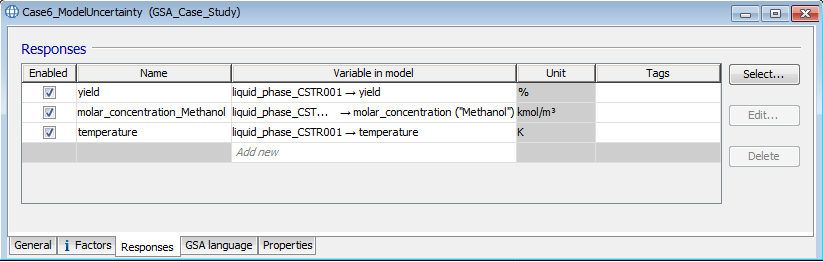 Case6_ModelUncertainty (GSA_Case_Study)
Responses
Enabled Name Variable in model Unit Tags
Select...
yield liquid_phase_CSTR001 → yield %
molar_concentration_Methanol liquid_phase_CST... → molar_concentration ("Methanol") kmol/m³
Edit...
temperature liquid_phase_CSTR001 → temperature K
Add new
Delete
General i Factors Responses GSA language Properties